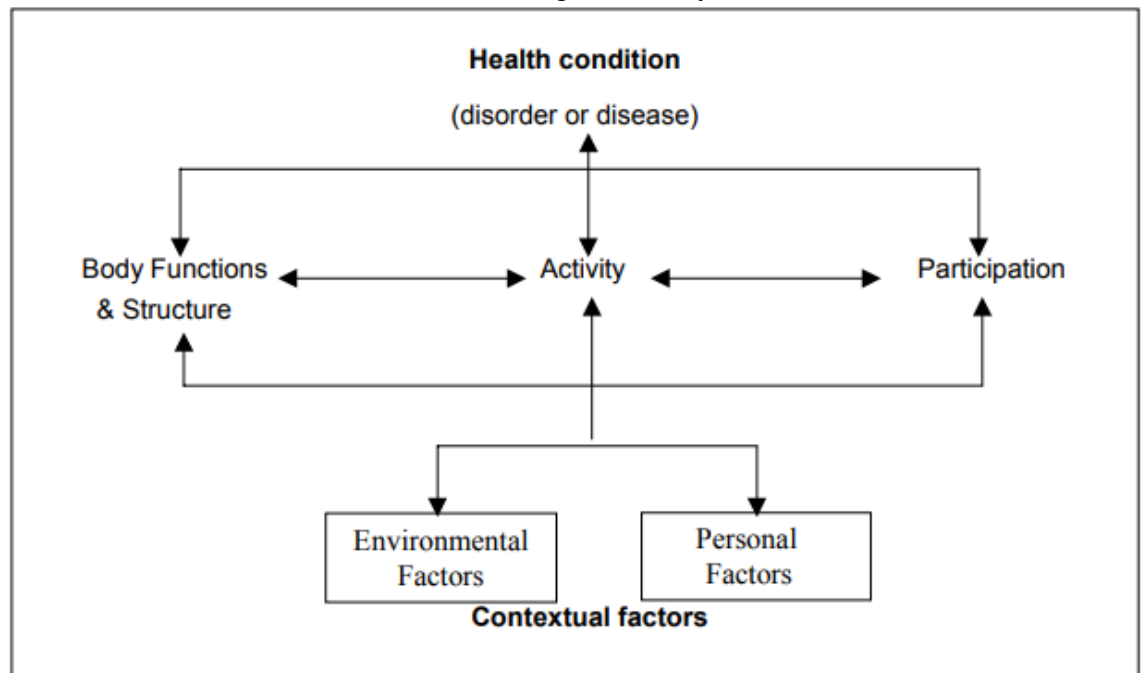 Health condition
(disorder or disease)
Body Functions
& Structure
Activity
Participation
Environmental
Factors
Personal
Factors
Contextual factors